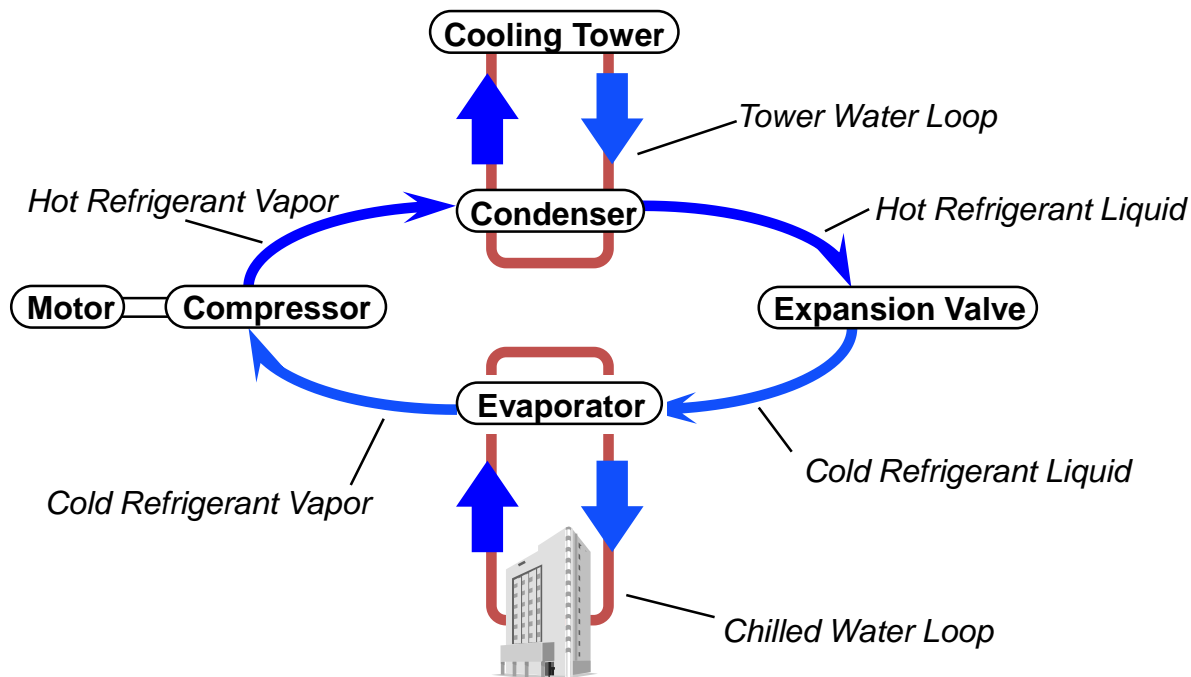 Cooling Tower
Tower Water Loop
Hot Refrigerant Vapor
Condenser
Hot Refrigerant Liquid
Motor
Compressor
Expansion Valve
Evaporator
Cold Refrigerant Vapor
Cold Refrigerant Liquid
Chilled Water Loop